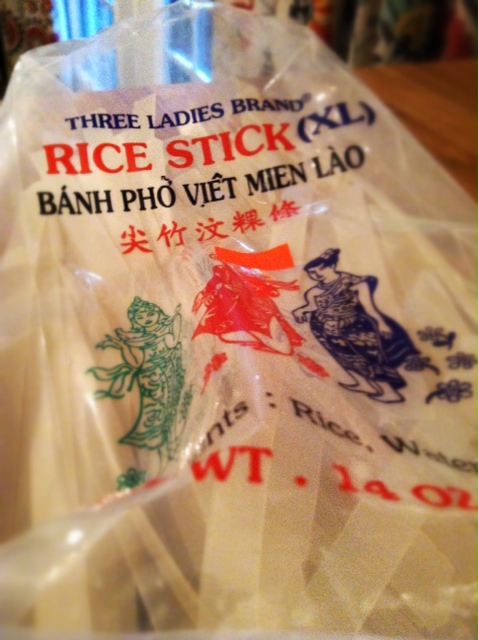 THREE LADIES BRAND®
RICE STICK (XL)
BÁNH PHỞ VIỆT MIEN LÀO
尖竹汶粿條
nts : Rice, Water
WT . 14 OZ